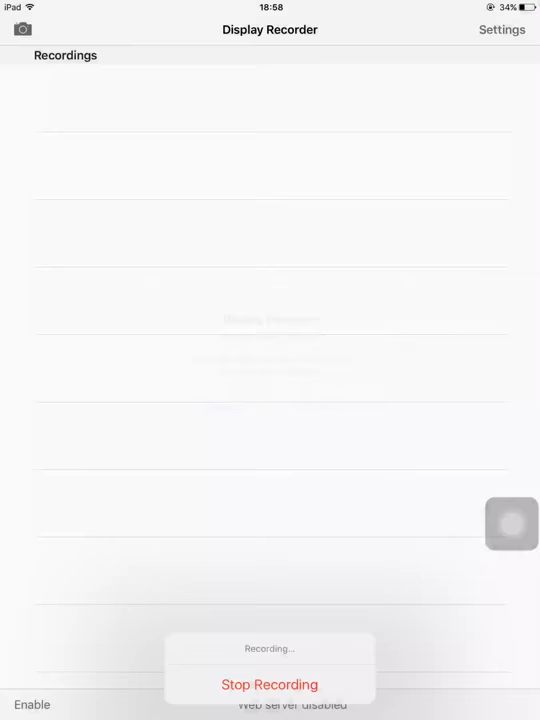 iPad 18:58 34%
Display Recorder
Settings
Recordings
Recording...
Stop Recording
Enable
Web server disabled